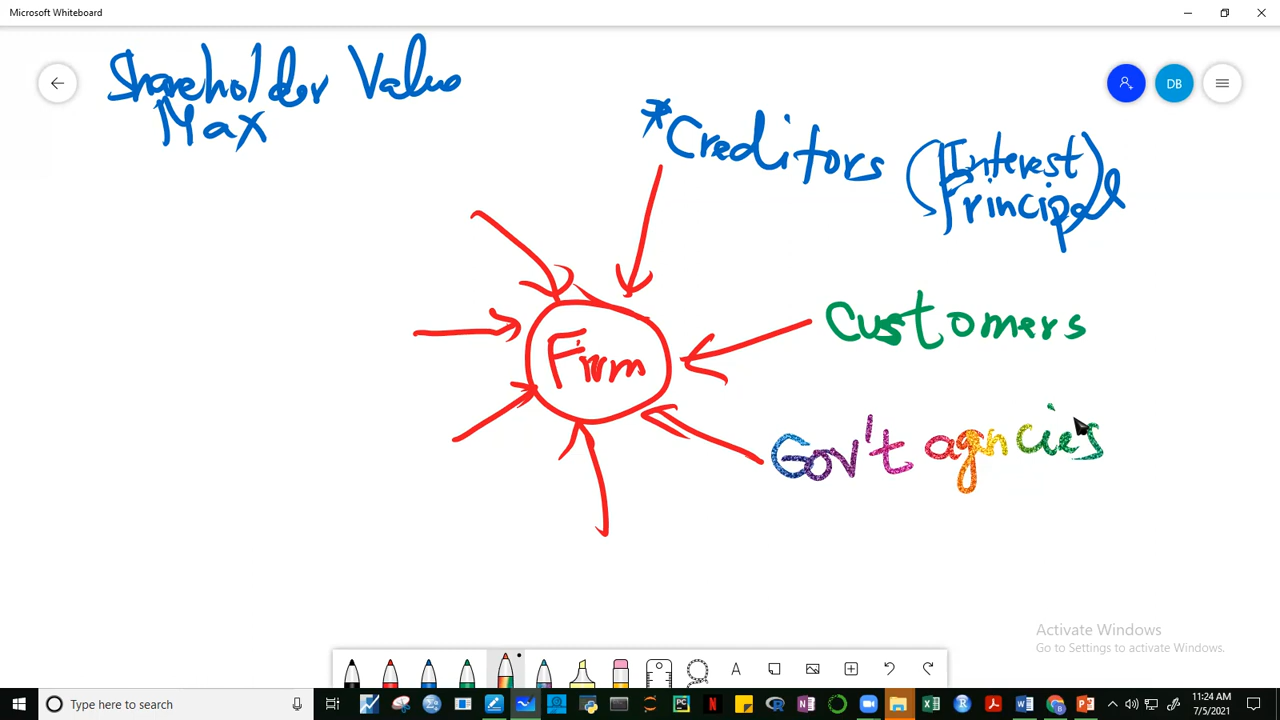 Microsoft Whiteboard
Shareholder Value
Max
DB
*Creditors (Interest)
Principal
Customers
Firm
Gov't agncies
Activate Windows
Go to Settings to activate Windows.
A
Type here to search
11:24 AM
7/5/2021